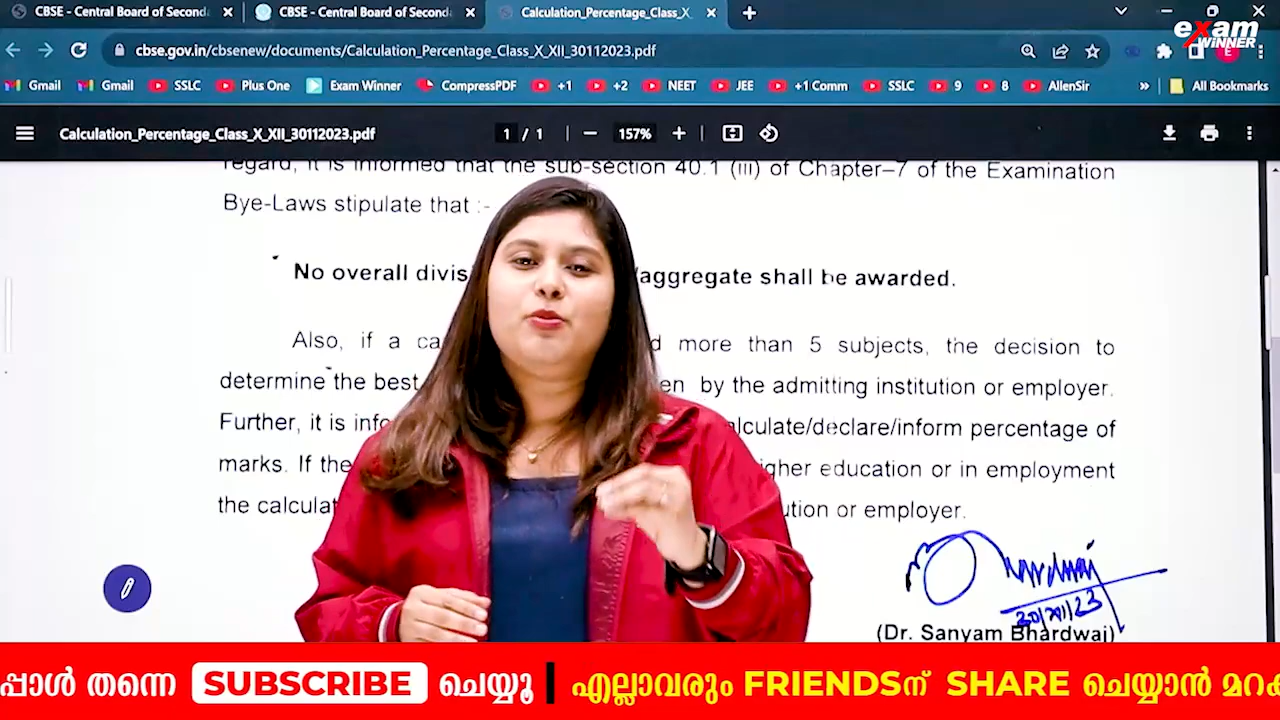 CBSE - Central Board of Second
CBSE - Central Board of Second
Calculation_Percentage_Class_X_
exam
WINNER
cbse.gov.in/cbsenew/documents/Calculation_Percentage_Class_X_XII_30112023.pdf
E
Gmail
Gmail
SSLC
Plus One
Exam Winner
CompressPDF
+1
+2
NEET
JEE
+1 Comm
SSLC
9
8
AllenSir
»
All Bookmarks
Calculation_Percentage_Class_X_XII_30112023.pdf
1 / 1
157%
regard, it is informed that the sub-section 40.1 (iii) of Chapter–7 of the Examination
Bye-Laws stipulate that :-
No overall divis /aggregate shall be awarded.
Also, if a ca d more than 5 subjects, the decision to
determine the best en by the admitting institution or employer.
Further, it is info alculate/declare/inform percentage of
marks. If the igher education or in employment
the calculat ution or employer.
30/XI/23
(Dr. Sanyam Bhardwaj)
പ്പോൾ തന്നെ SUBSCRIBE ചെയ്യൂ | എല്ലാവരും FRIENDSന് SHARE ചെയ്യാൻ മറക്ക